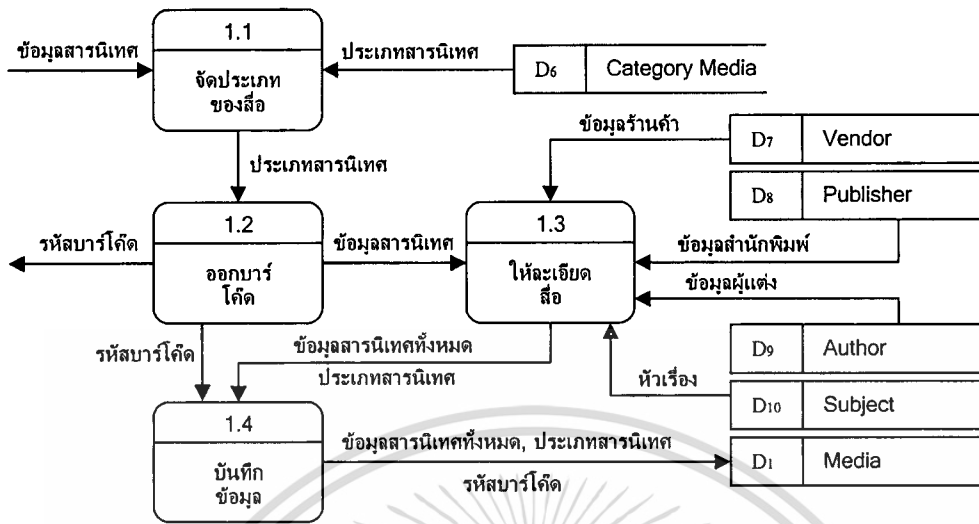 1.1
ข้อมูลสารนิเทศ
ประเภทสารนิเทศ
จัดประเภท
ของสื่อ
D6 Category Media
ข้อมูลร้านค้า
D7 Vendor
ประเภทสารนิเทศ
D8 Publisher
1.2
1.3
รหัสบาร์โค๊ด
ออกบาร์
โค๊ด
ข้อมูลสารนิเทศ
ให้ละเอียด
สื่อ
ข้อมูลสำนักพิมพ์
ข้อมูลผู้แต่ง
รหัสบาร์โค๊ด
ข้อมูลสารนิเทศทั้งหมด
ประเภทสารนิเทศ
D9 Author
หัวเรื่อง
D10 Subject
1.4
บันทึก
ข้อมูล
ข้อมูลสารนิเทศทั้งหมด, ประเภทสารนิเทศ
รหัสบาร์โค๊ด
D1 Media